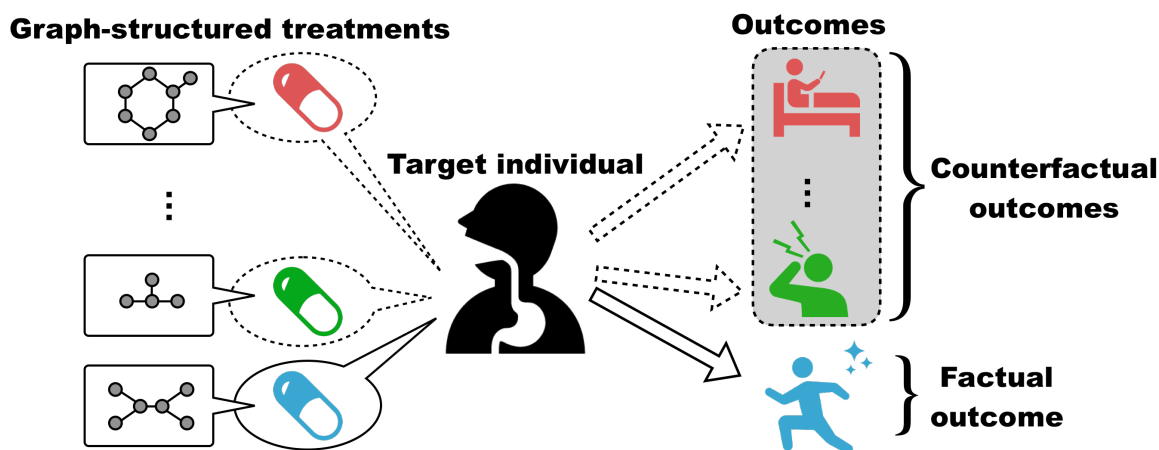 Graph-structured treatments
Outcomes
Target individual
Counterfactual
outcomes
Factual
outcome